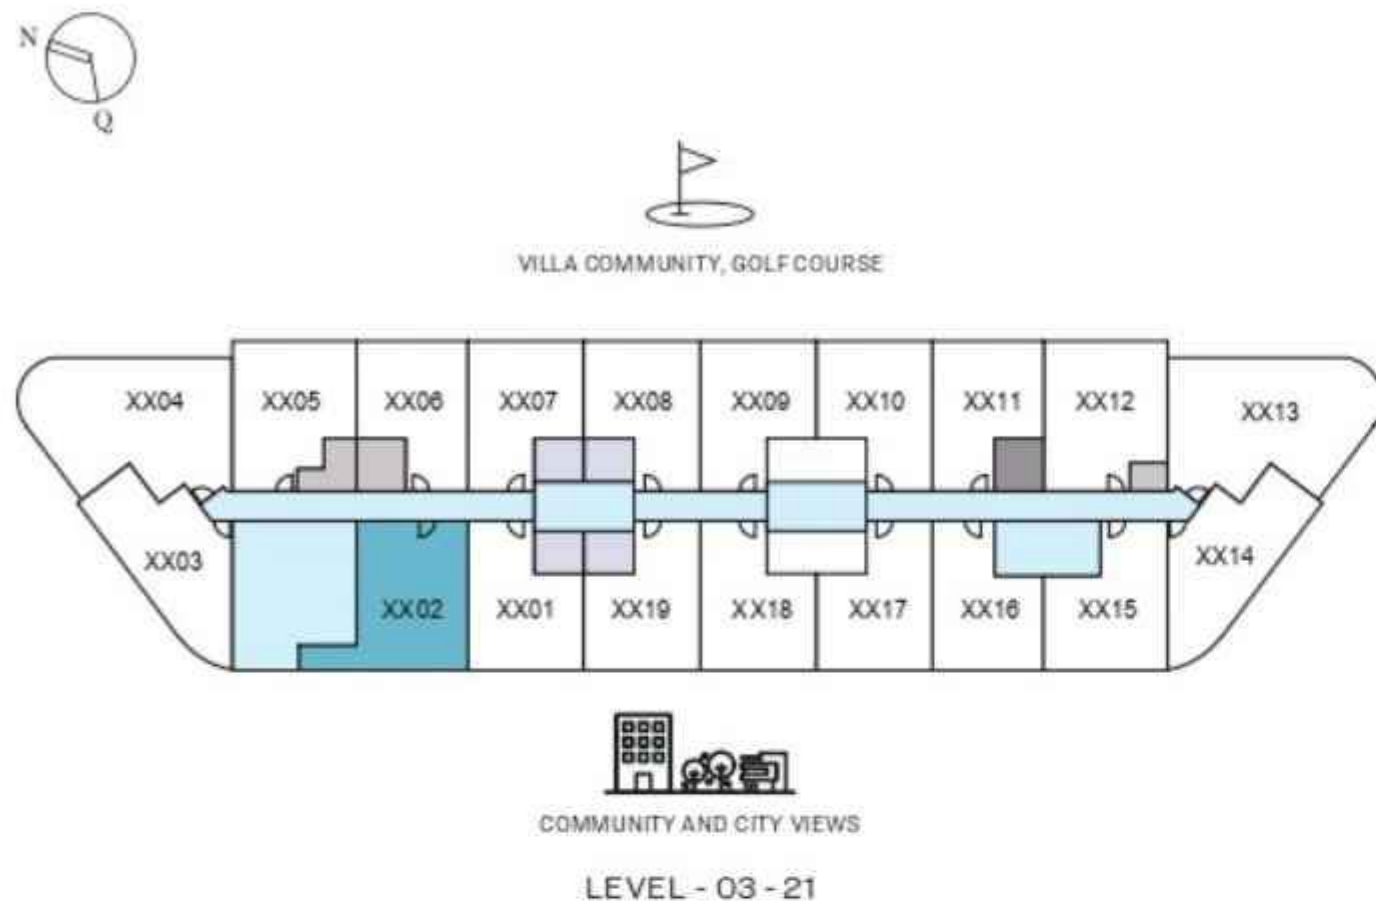 N
Q
VILLA COMMUNITY, GOLF COURSE
XX04 XX05 XX06 XX07 XX08 XX09 XX10 XX11 XX12 XX13
XX03 XX02 XX01 XX19 XX18 XX17 XX16 XX15 XX14
COMMUNITY AND CITY VIEWS
LEVEL - 03 - 21